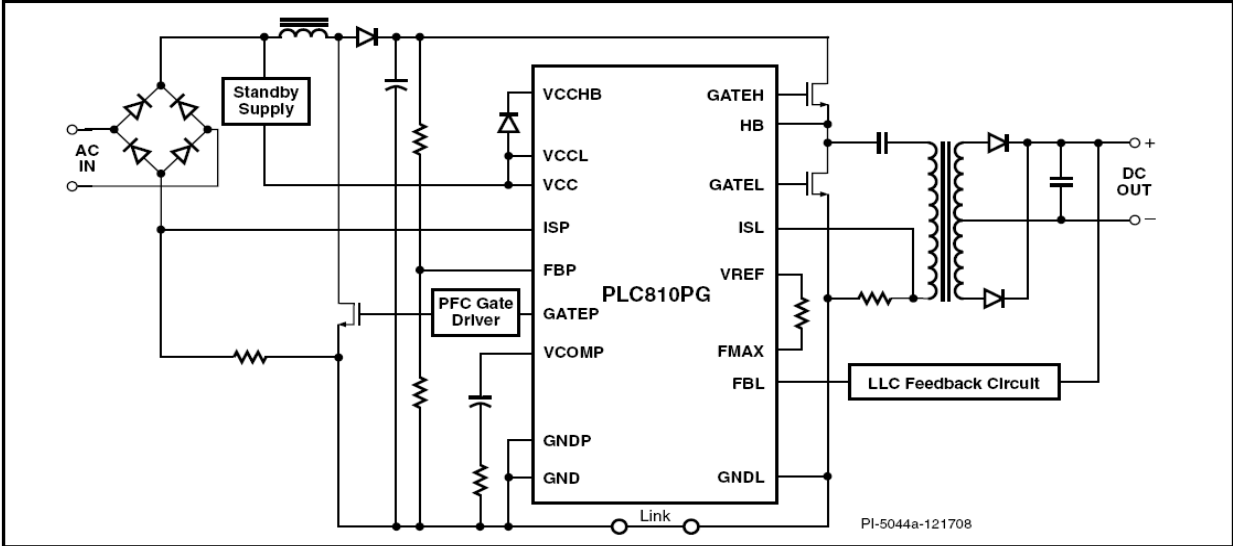 Standby
Supply
AC
IN
VCCHB
VCCL
VCC
ISP
FBP
PFC Gate
Driver
GATEP
VCOMP
GNDP
GND
PLC810PG
GATEH
HB
GATEL
ISL
VREF
FMAX
FBL
GNDL
LLC Feedback Circuit
+
DC
OUT
–
Link
PI-5044a-121708